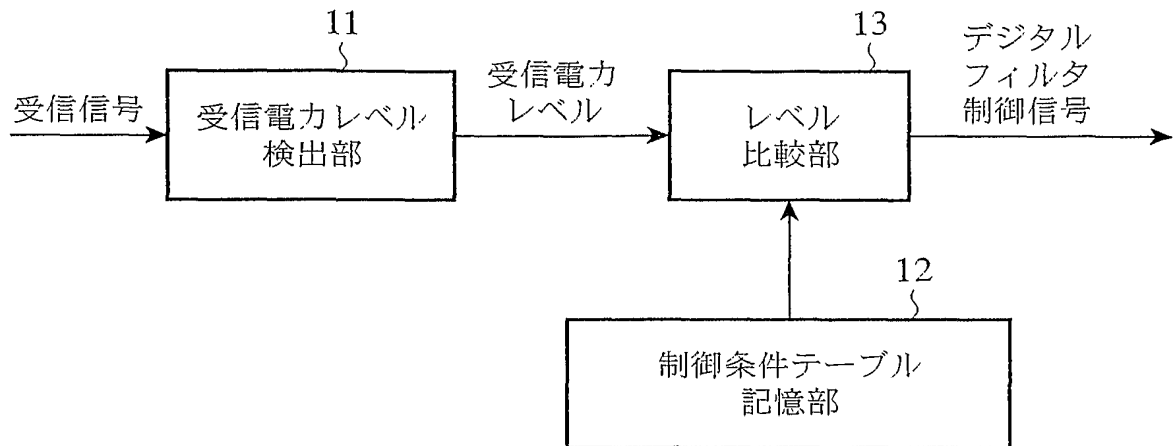 11
受信信号
受信電力レベル
検出部
受信電力
レベル
13
レベル
比較部
デジタル
フィルタ
制御信号
12
制御条件テーブル
記憶部